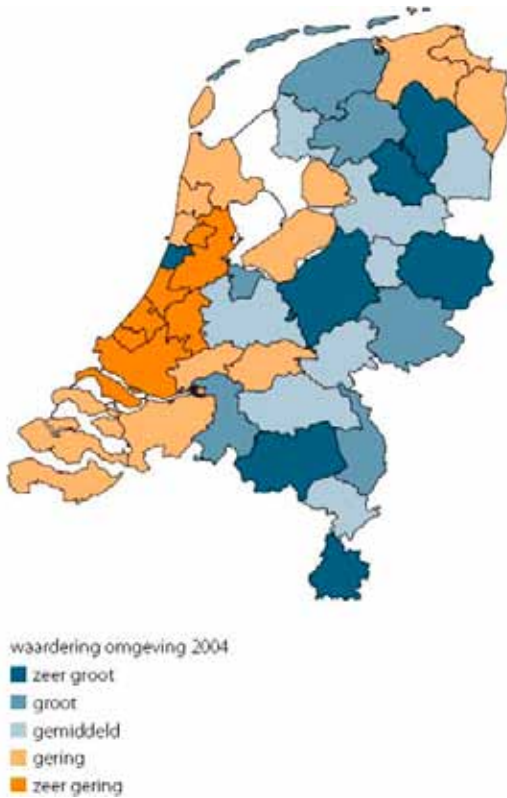 waardering omgeving 2004
zeer groot
groot
gemiddeld
gering
zeer gering